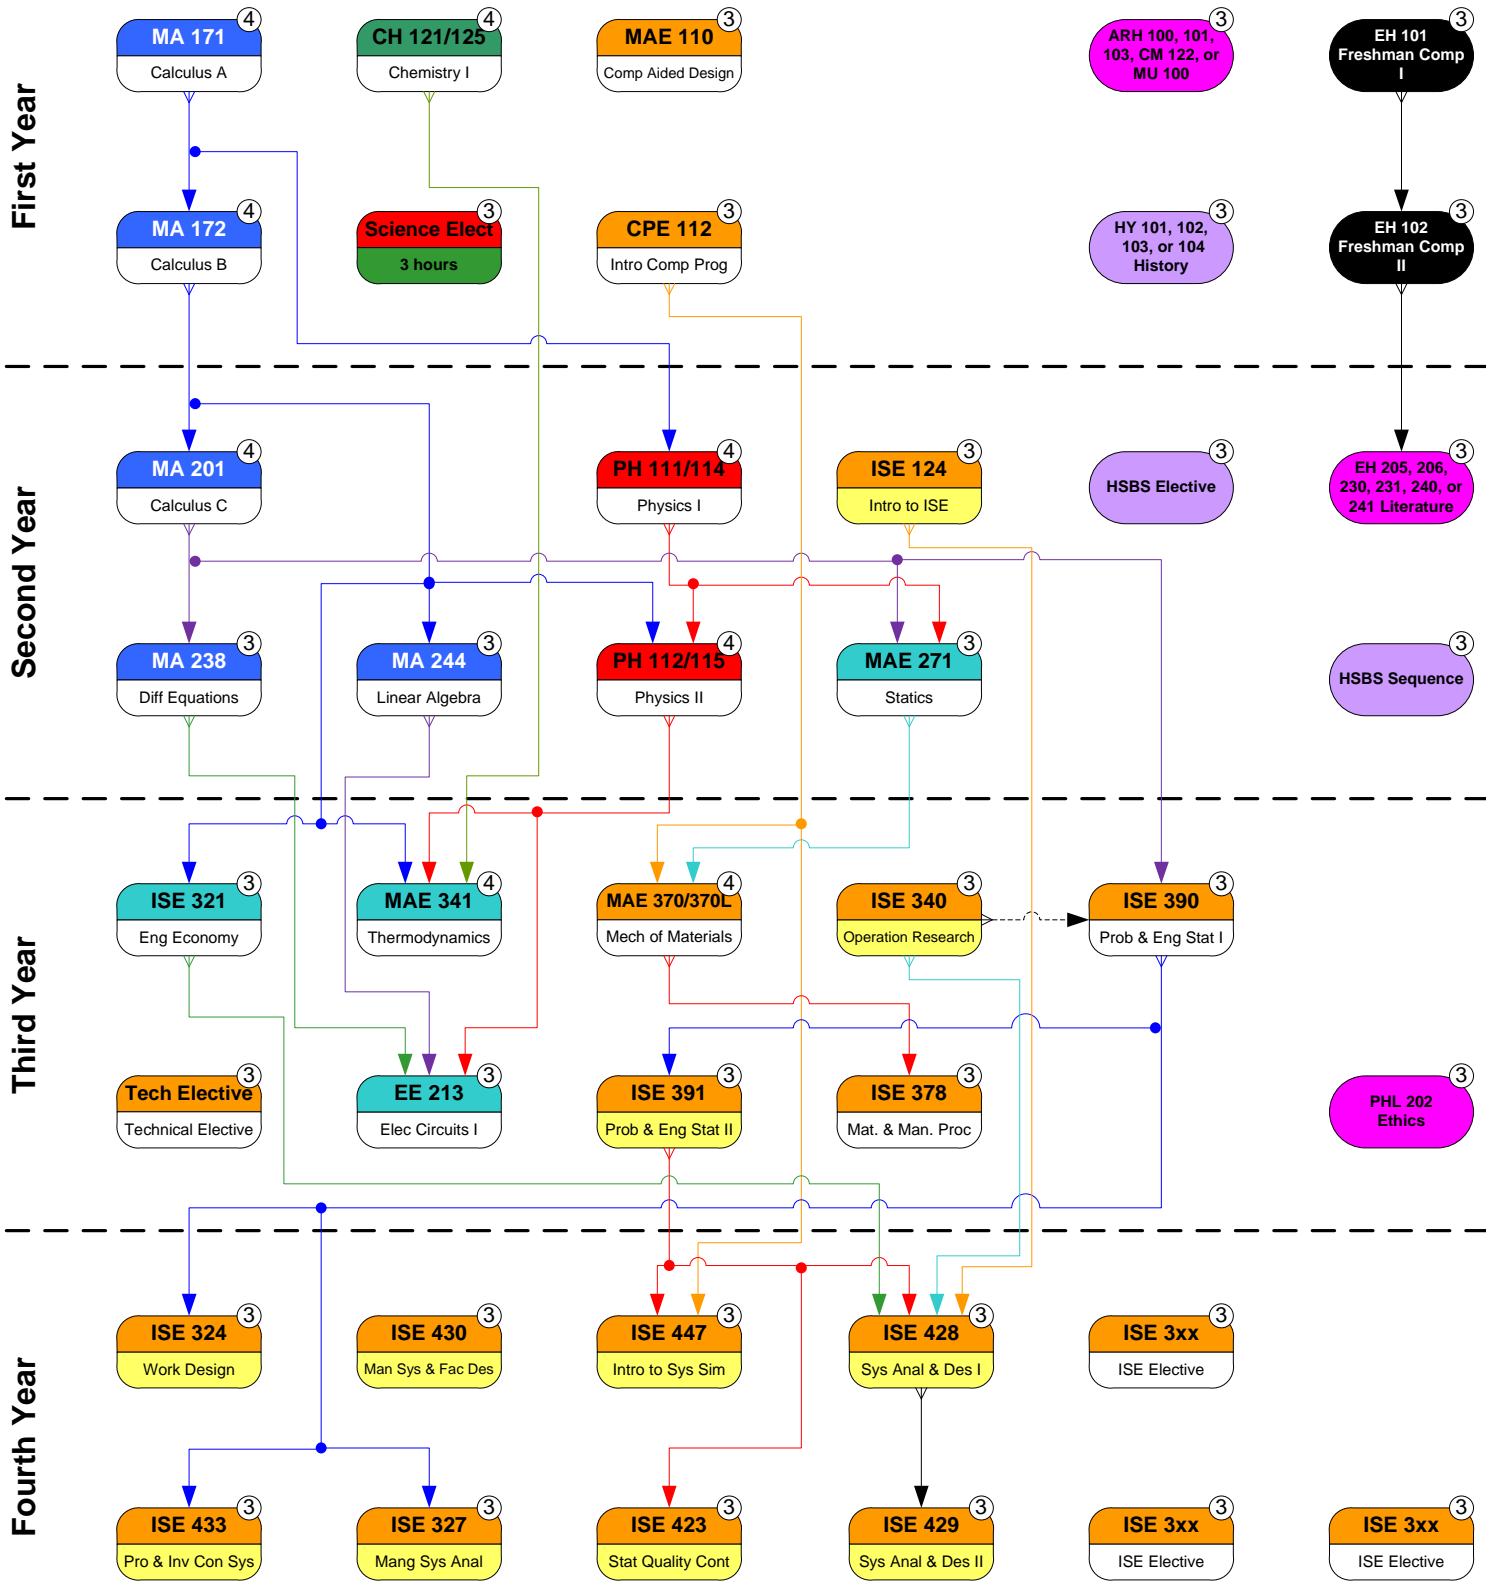 First Year
4
MA 171
Calculus A
4
CH 121/125
Chemistry I
3
MAE 110
Comp Aided Design
3
ARH 100, 101,
103, CM 122, or
MU 100
3
EH 101
Freshman Comp
I
4
MA 172
Calculus B
3
Science Elect
3 hours
3
CPE 112
Intro Comp Prog
3
HY 101, 102,
103, or 104
History
3
EH 102
Freshman Comp
II
Second Year
4
MA 201
Calculus C
4
PH 111/114
Physics I
3
ISE 124
Intro to ISE
3
HSBS Elective
3
EH 205, 206,
230, 231, 240, or
241 Literature
3
MA 238
Diff Equations
3
MA 244
Linear Algebra
4
PH 112/115
Physics II
3
MAE 271
Statics
3
HSBS Sequence
Third Year
3
ISE 321
Eng Economy
4
MAE 341
Thermodynamics
4
MAE 370/370L
Mech of Materials
3
ISE 340
Operation Research
3
ISE 390
Prob & Eng Stat I
3
Tech Elective
Technical Elective
3
EE 213
Elec Circuits I
3
ISE 391
Prob & Eng Stat II
3
ISE 378
Mat. & Man. Proc
3
PHL 202
Ethics
Fourth Year
3
ISE 324
Work Design
3
ISE 430
Man Sys & Fac Des
3
ISE 447
Intro to Sys Sim
3
ISE 428
Sys Anal & Des I
3
ISE 3xx
ISE Elective
3
ISE 433
Pro & Inv Con Sys
3
ISE 327
Mang Sys Anal
3
ISE 423
Stat Quality Cont
3
ISE 429
Sys Anal & Des II
3
ISE 3xx
ISE Elective
3
ISE 3xx
ISE Elective